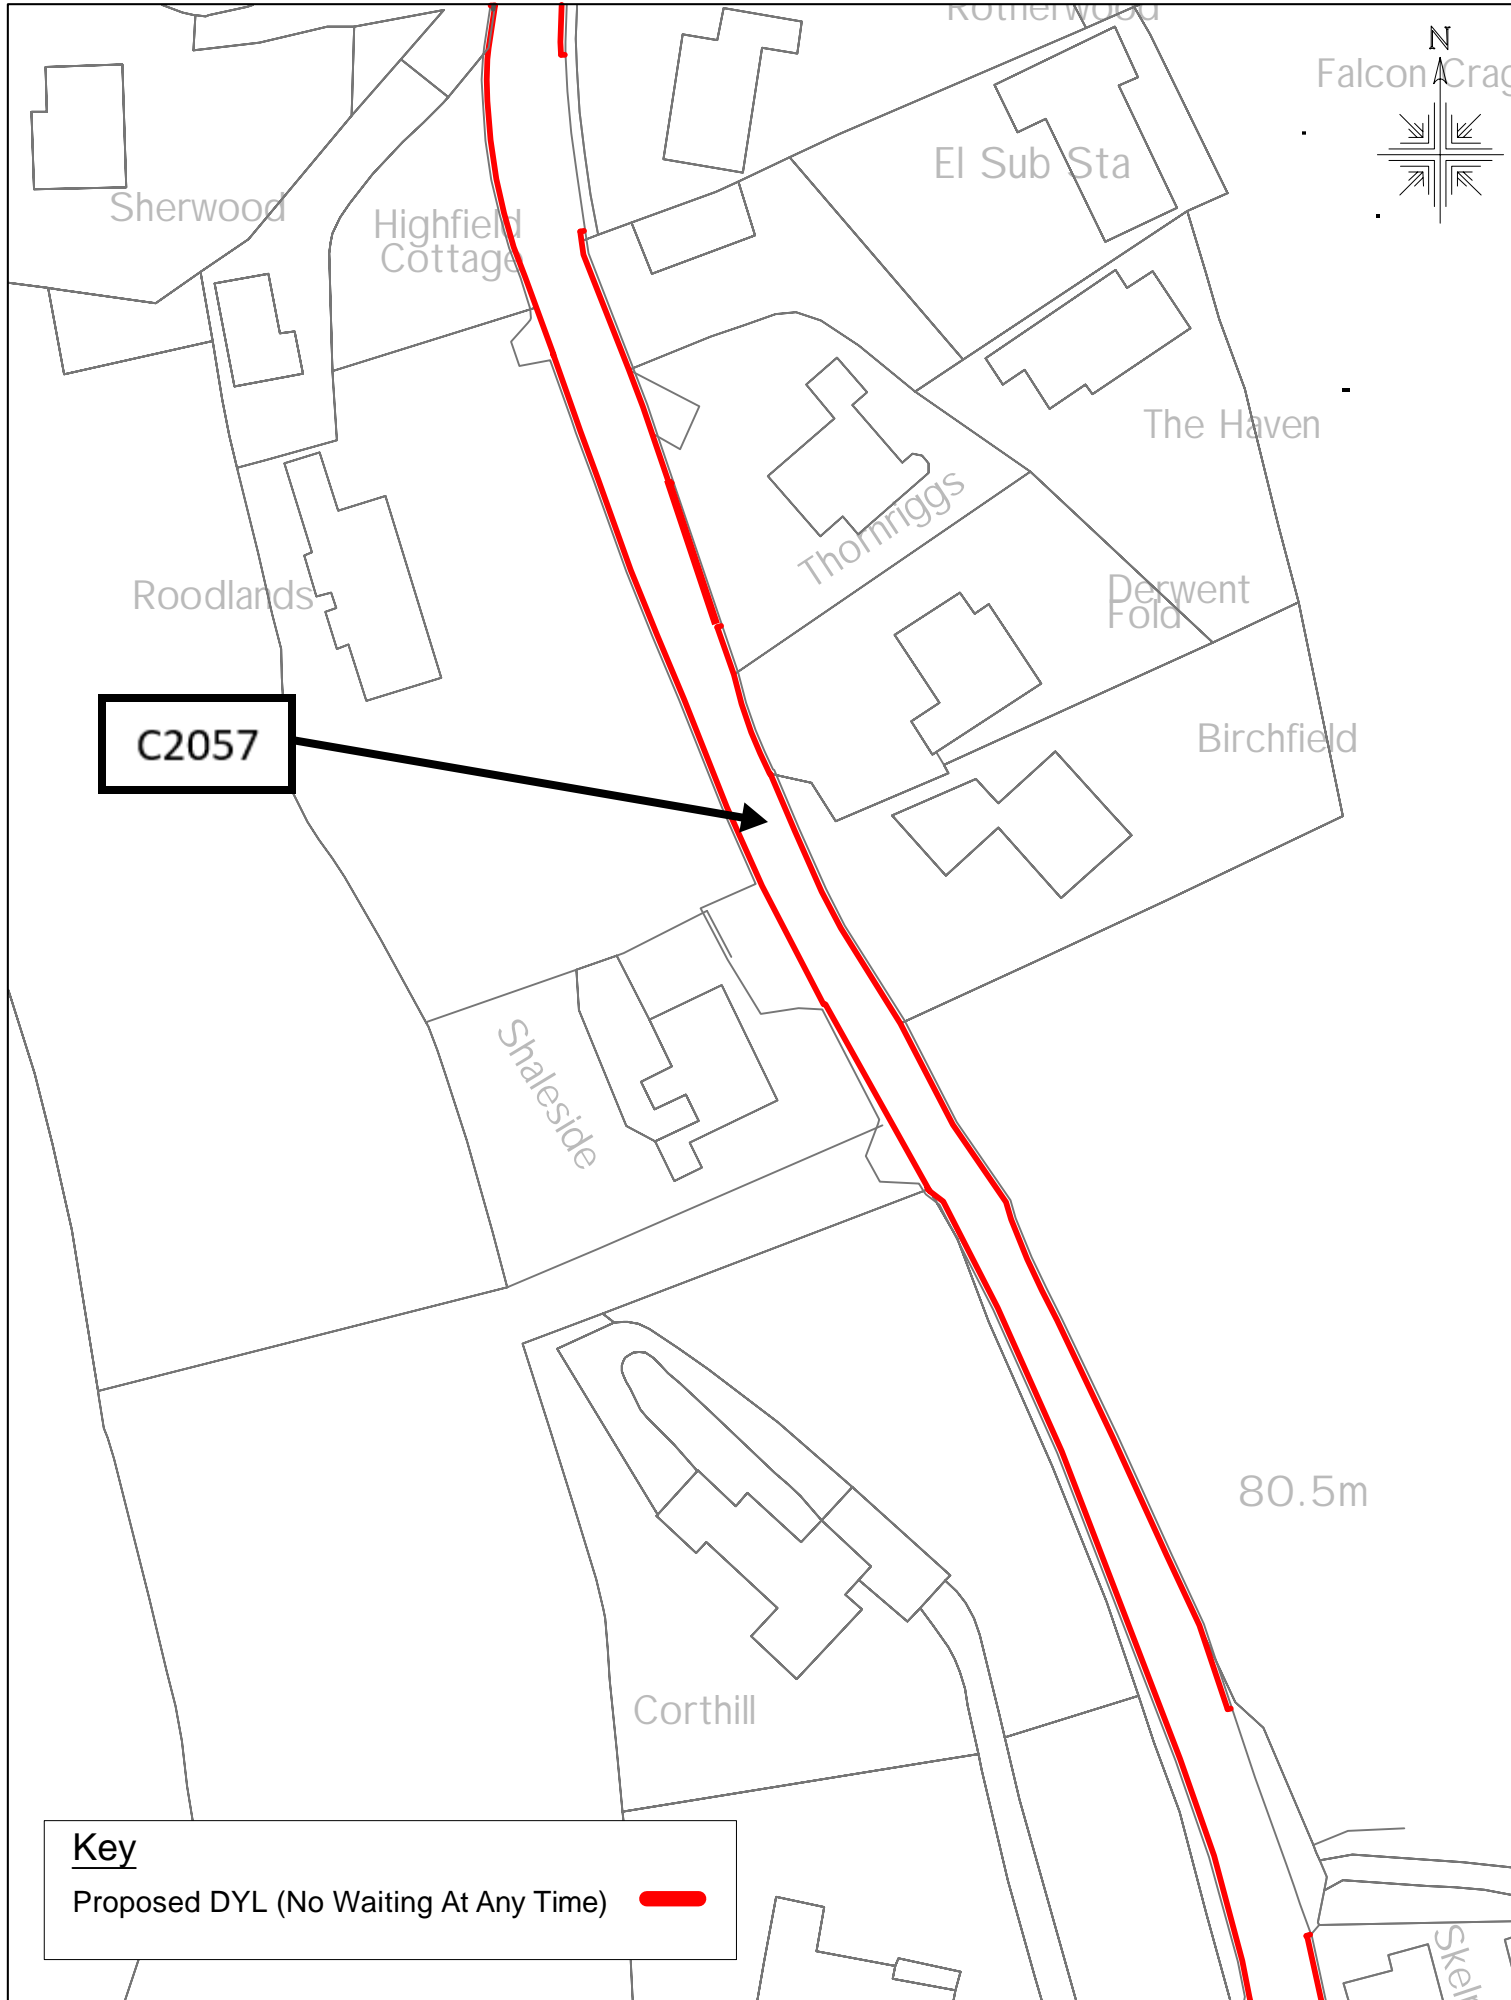 Rotherwood
N
Falcon Crag
El Sub Sta
Sherwood
Highfield
Cottage
The Haven
Thornriggs
Roodlands
Derwent
Fold
C2057
Birchfield
Shaleside
80.5m
Corthill
Key
Proposed DYL (No Waiting At Any Time)